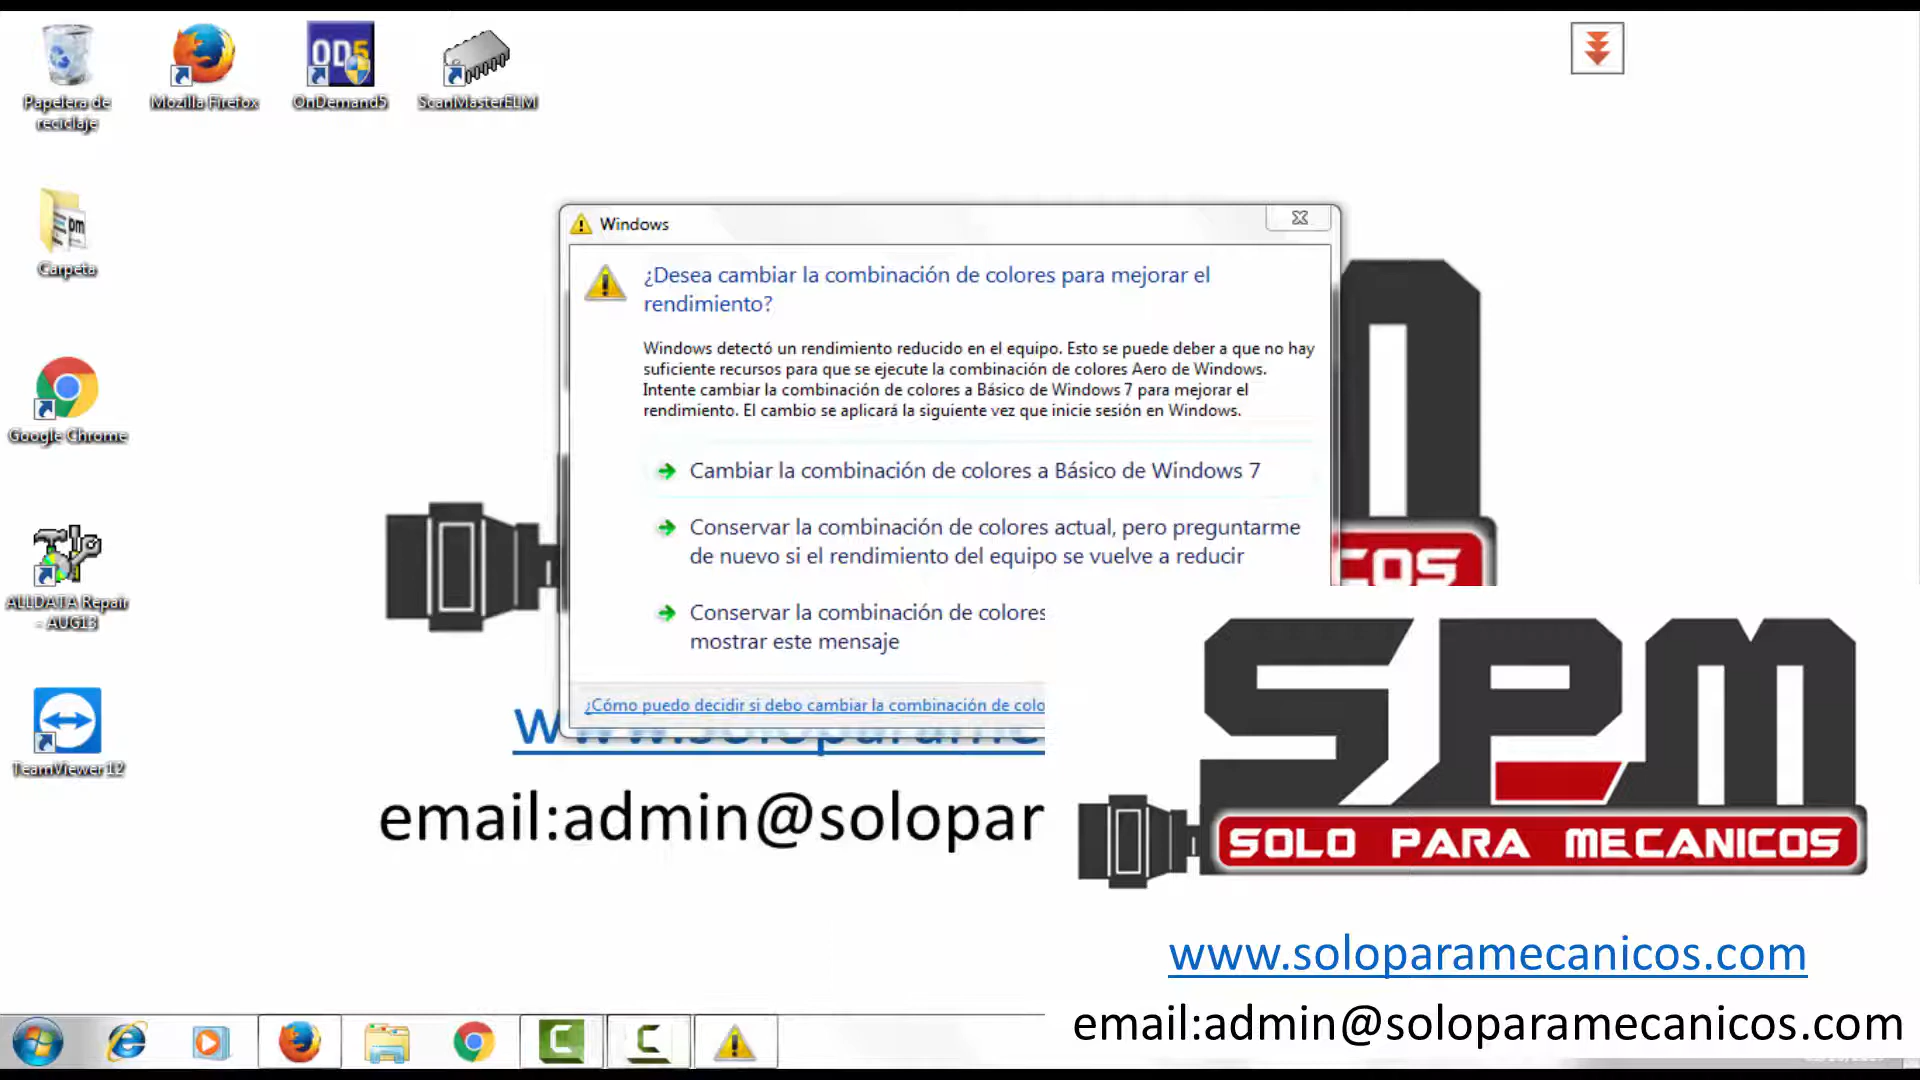 Papelera de
reciclaje
Mozilla Firefox
OD5
OnDemand5
ScanMasterELM
Carpeta
Google Chrome
ALLDATA Repair
- AUG13
TeamViewer 12
Windows
¿Desea cambiar la combinación de colores para mejorar el
rendimiento?
Windows detectó un rendimiento reducido en el equipo. Esto se puede deber a que no hay
suficiente recursos para que se ejecute la combinación de colores Aero de Windows.
Intente cambiar la combinación de colores a Básico de Windows 7 para mejorar el
rendimiento. El cambio se aplicará la siguiente vez que inicie sesión en Windows.
Cambiar la combinación de colores a Básico de Windows 7
Conservar la combinación de colores actual, pero preguntarme
de nuevo si el rendimiento del equipo se vuelve a reducir
Conservar la combinación de colores
mostrar este mensaje
¿Cómo puedo decidir si debo cambiar la combinación de colo
www.soloparame
email:admin@solopar
COS
SPM
SOLO PARA MECANICOS
www.soloparamecanicos.com
email:admin@soloparamecanicos.com